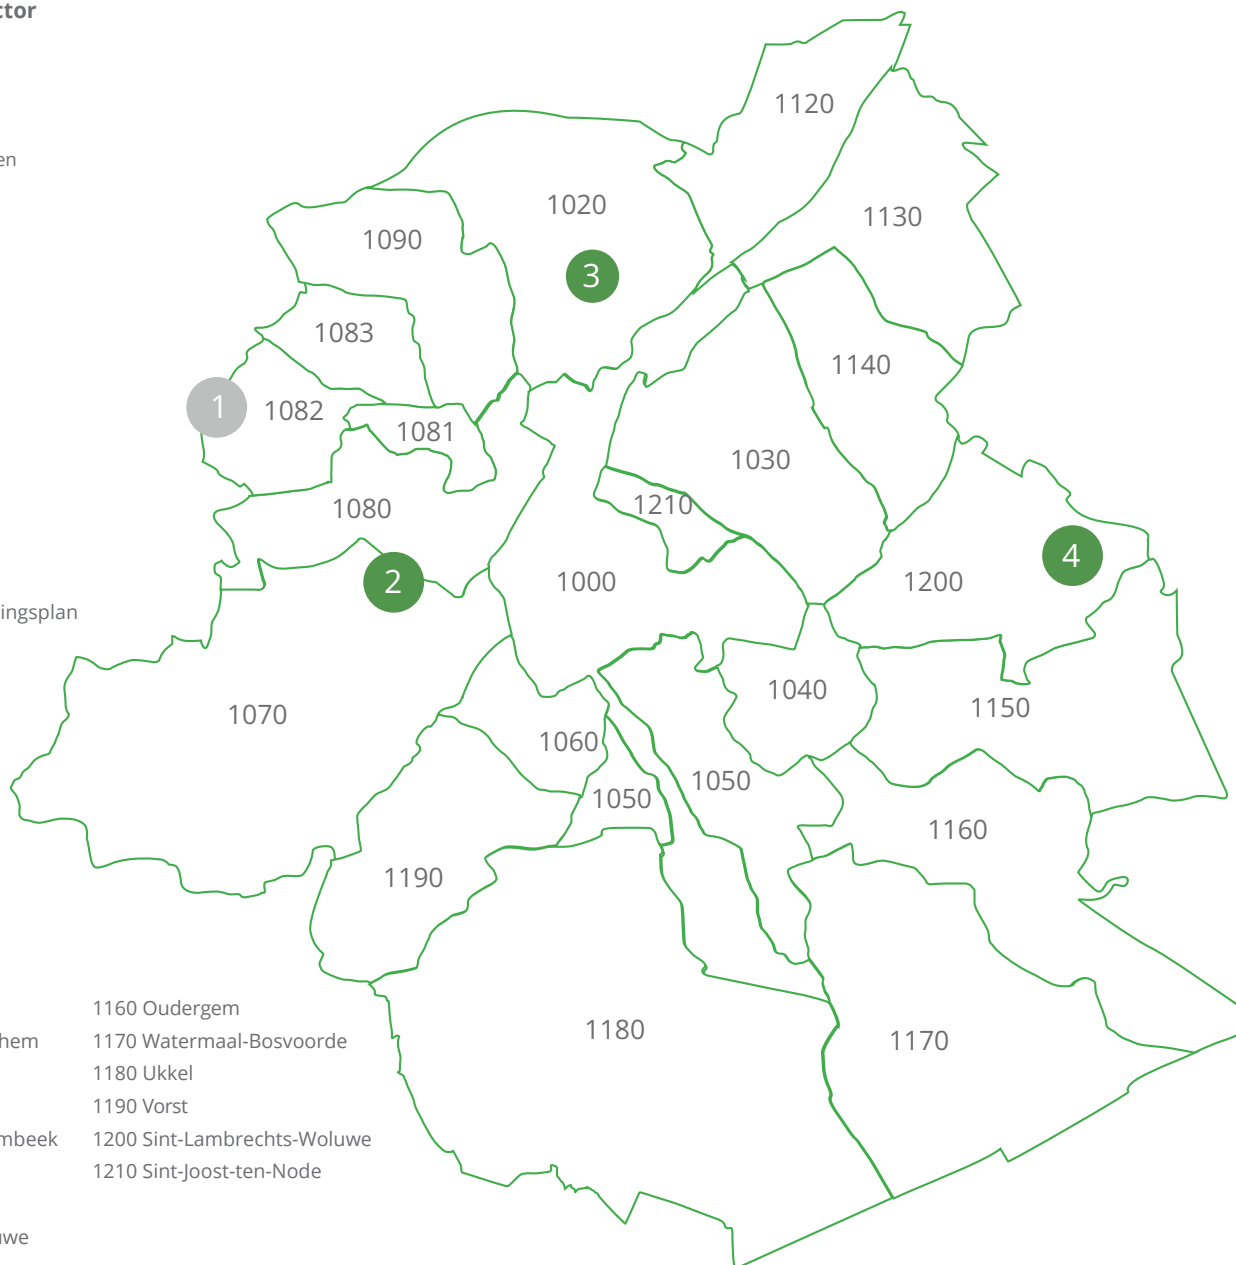 ctor
en
ingsplan
hem
mbeek
uwe
1160 Oudergem
1170 Watermaal-Bosvoorde
1180 Ukkel
1190 Vorst
1200 Sint-Lambrechts-Woluwe
1210 Sint-Joost-ten-Node
1120
1020
1130
1090
3
1083
1140
1
1082
1081
1030
1210
1080
4
2
1000
1200
1040
1150
1070
1060
1050
1050
1160
1190
1180
1170